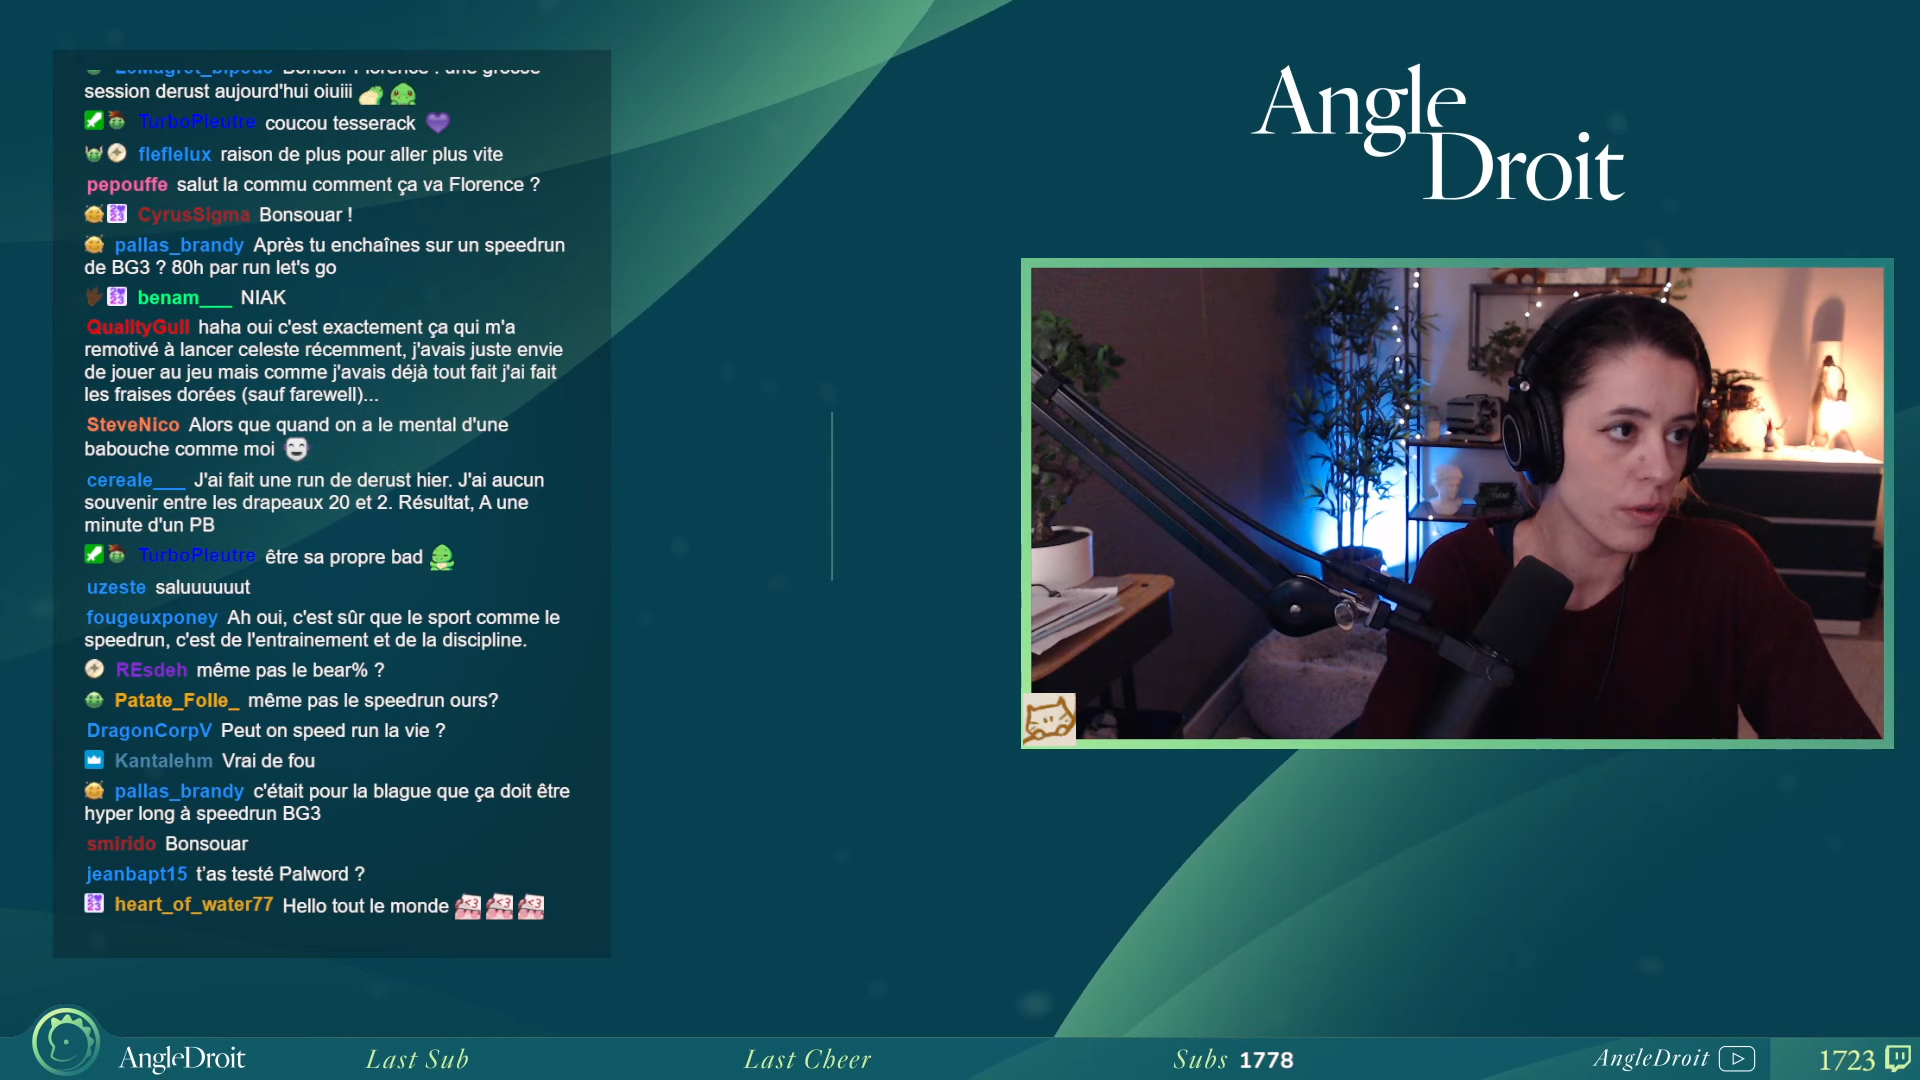 LeMagret_bipede Bonsoir Florence ! une grosse
session derust aujourd'hui oiuiii
TurboPleutre coucou tesserack
fleflelux raison de plus pour aller plus vite
pepouffe salut la commu comment ça va Florence ?
CyrusSigma Bonsouar !
pallas_brandy Après tu enchaînes sur un speedrun
de BG3 ? 80h par run let's go
benam___ NIAK
QualityGull haha oui c'est exactement ça qui m'a
remotivé à lancer celeste récemment, j'avais juste envie
de jouer au jeu mais comme j'avais déjà tout fait j'ai fait
les fraises dorées (sauf farewell)...
SteveNico Alors que quand on a le mental d'une
babouche comme moi
cereale___ J'ai fait une run de derust hier. J'ai aucun
souvenir entre les drapeaux 20 et 2. Résultat, A une
minute d'un PB
TurboPleutre être sa propre bad
uzeste saluuuuuut
fougeuxponey Ah oui, c'est sûr que le sport comme le
speedrun, c'est de l'entrainement et de la discipline.
REsdeh même pas le bear% ?
Patate_Folle_ même pas le speedrun ours?
DragonCorpV Peut on speed run la vie ?
Kantalehm Vrai de fou
pallas_brandy c'était pour la blague que ça doit être
hyper long à speedrun BG3
smirido Bonsouar
jeanbapt15 t'as testé Palword ?
heart_of_water77 Hello tout le monde
Angle
Droit
AngleDroit
Last Sub
Last Cheer
Subs 1778
AngleDroit
1723